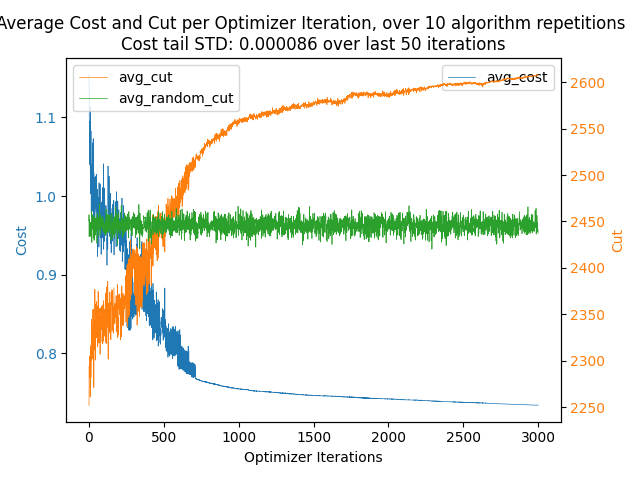 Average Cost and Cut per Optimizer Iteration, over 10 algorithm repetitions
Cost tail STD: 0.000086 over last 50 iterations
avg_cut
avg_random_cut
avg_cost
1.1
1.0
0.9
0.8
Cost
2600
2550
2500
2450
2400
2350
2300
2250
Cut
0
500
1000
1500
2000
2500
3000
Optimizer Iterations